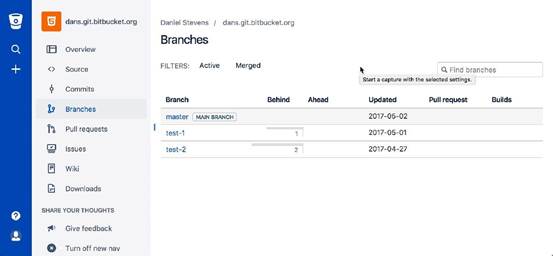 dans.git.bitbucket.org
Overview
Source
Commits
Branches
Pull requests
Issues
Wiki
Downloads
SHARE YOUR THOUGHTS
Give feedback
Turn off new nav
Daniel Stevens / dans.git.bitbucket.org /
Branches
FILTERS: Active Merged
Find branches
Start a capture with the selected settings.
Branch Behind Ahead Updated Pull request Builds
master MAIN BRANCH 2017-05-02
test-1 1 2017-05-01
test-2 2 2017-04-27